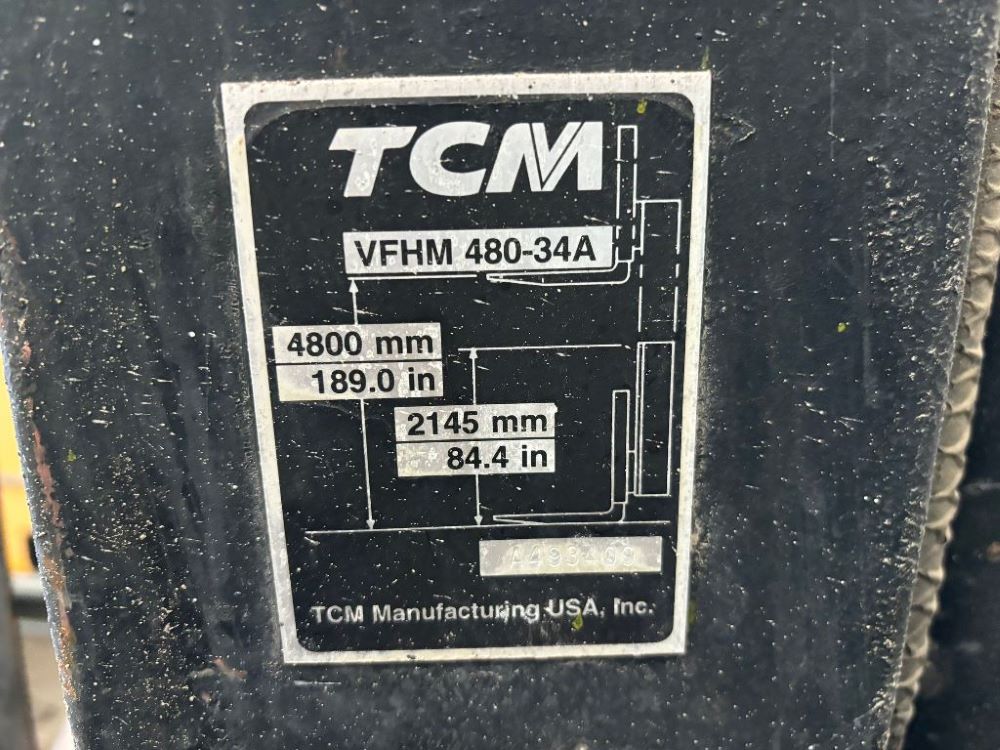 TCM
VFHM 480-34A
4800 mm
189.0 in
2145 mm
84.4 in
TCM Manufacturing USA, Inc.